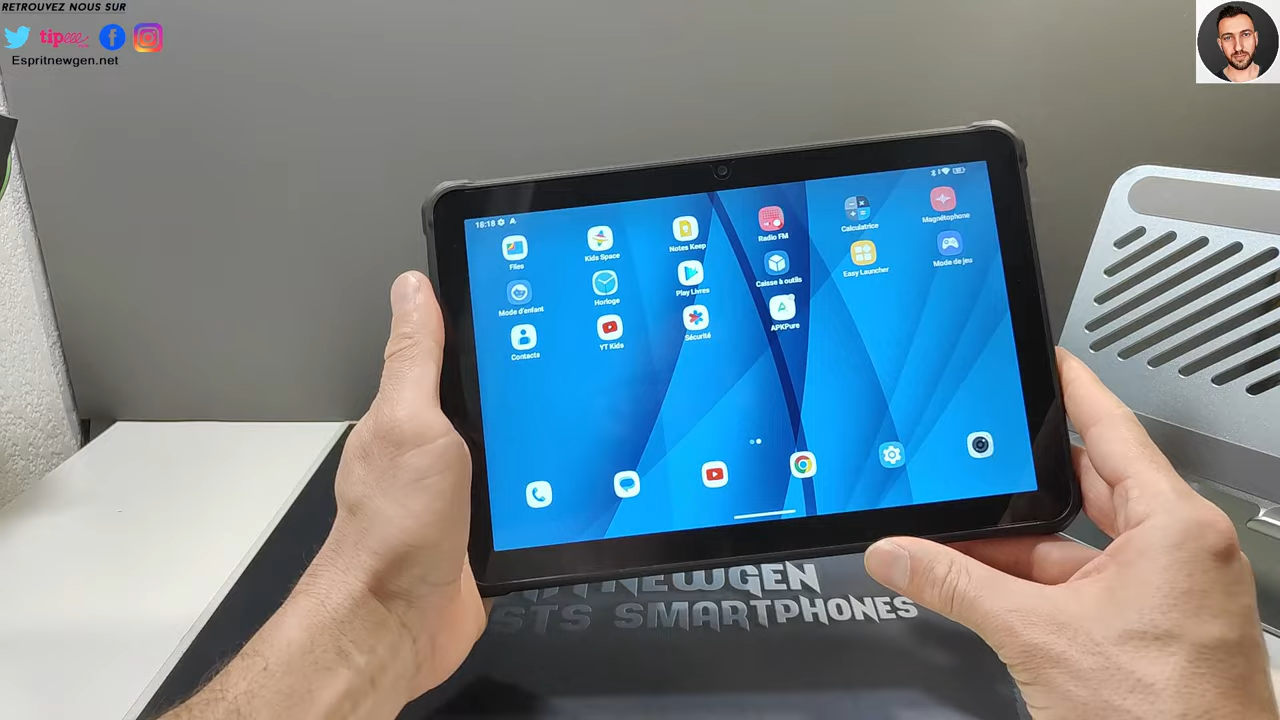 RETROUVEZ NOUS SUR
tipeee
Espritnewgen.net
18:18
Files
Kids Space
Notes Keep
Radio FM
Calculatrice
Magnétophone
Mode d'enfant
Horloge
Play Livres
Caisse à outils
Easy Launcher
Mode de jeu
Contacts
YT Kids
Sécurité
APKPure
NEWGEN
STS SMARTPHONES